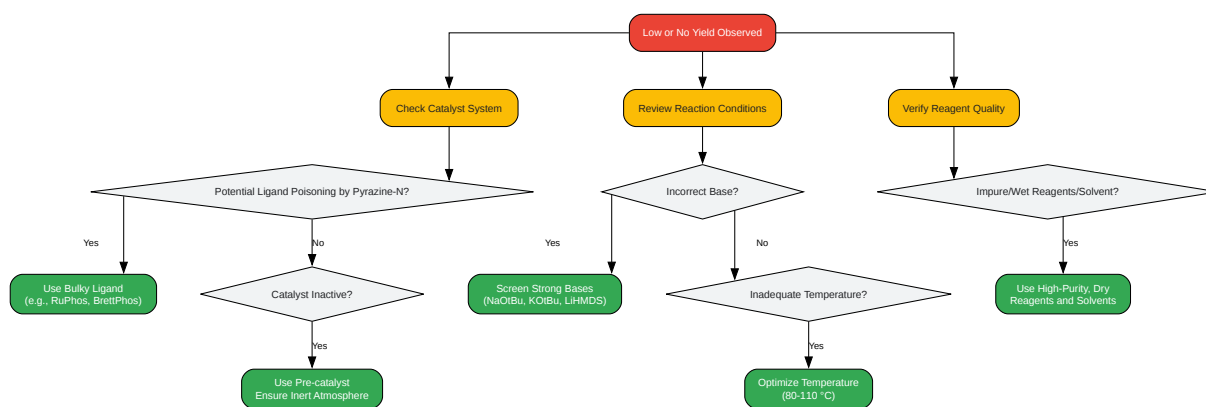 Low or No Yield Observed
Check Catalyst System
Review Reaction Conditions
Verify Reagent Quality
Potential Ligand Poisoning by Pyrazine-N?
Incorrect Base?
Impure/Wet Reagents/Solvent?
Yes
No
Yes
No
Yes
Use Bulky Ligand
(e.g., RuPhos, BrettPhos)
Catalyst Inactive?
Screen Strong Bases
(NaOtBu, KOtBu, LiHMDS)
Inadequate Temperature?
Use High-Purity, Dry
Reagents and Solvents
Yes
Yes
Use Pre-catalyst
Ensure Inert Atmosphere
Optimize Temperature
(80-110 °C)